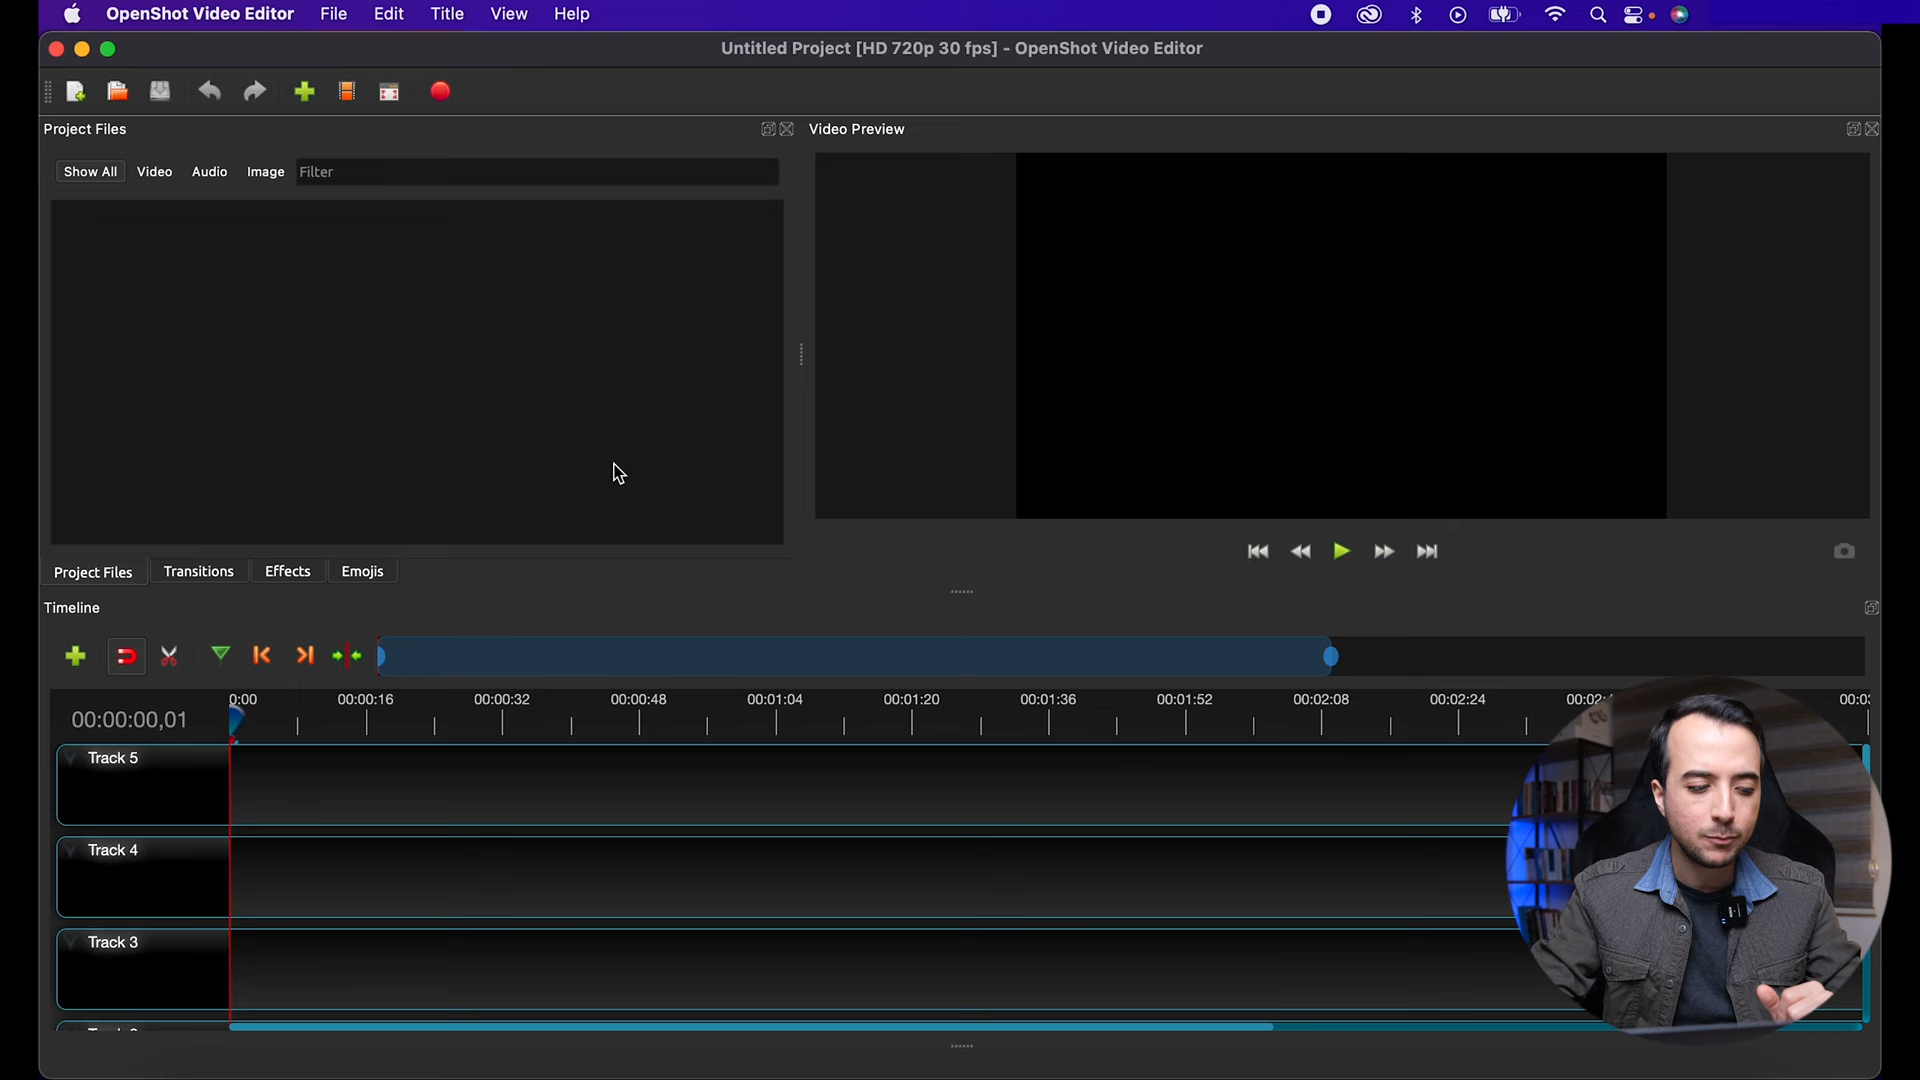 OpenShot Video Editor File Edit Title View Help
Untitled Project [HD 720p 30 fps] - OpenShot Video Editor
Project Files
Video Preview
Show All Video Audio Image Filter
Project Files Transitions Effects Emojis
Timeline
0:00 00:00:16 00:00:32 00:00:48 00:01:04 00:01:20 00:01:36 00:01:52 00:02:08 00:02:24
00:00:00,01
Track 5
Track 4
Track 3